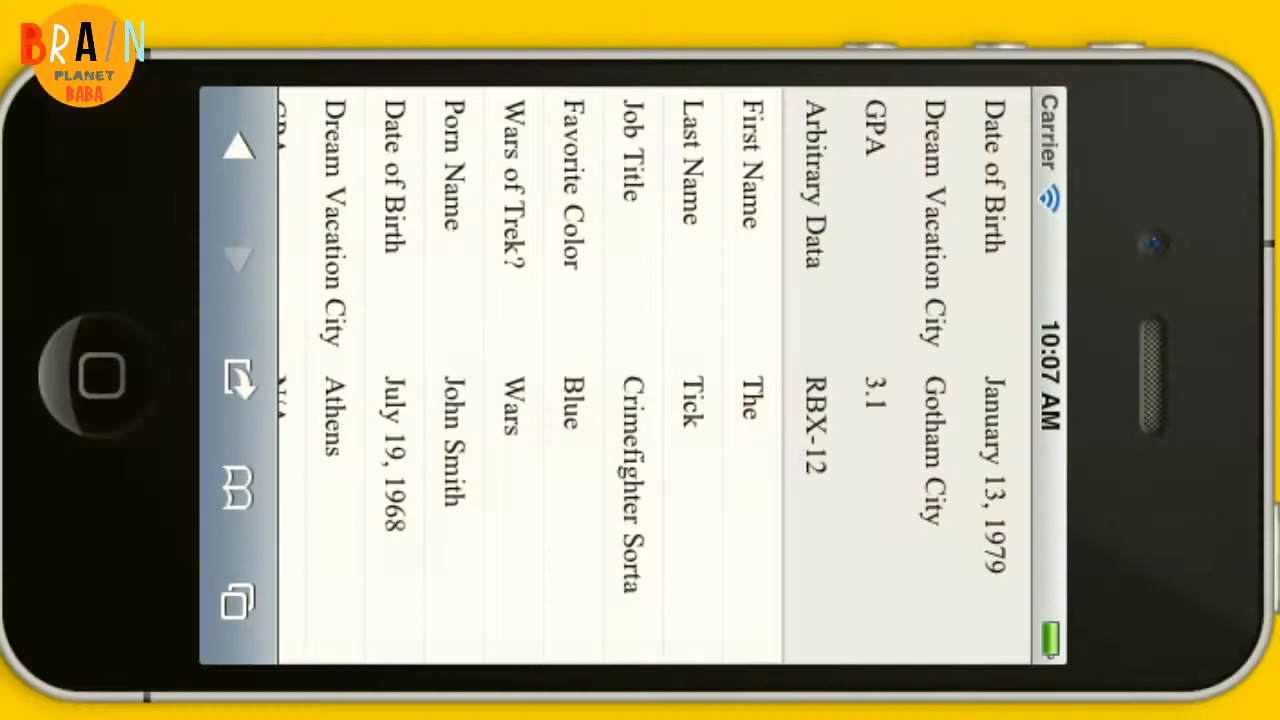 BRA/N
PLANET
BABA
Carrier 10:07 AM
Date of Birth January 13, 1979
Dream Vacation City Gotham City
GPA 3.1
Arbitrary Data RBX-12
First Name The
Last Name Tick
Job Title Crimefighter Sorta
Favorite Color Blue
Wars of Trek? Wars
Porn Name John Smith
Date of Birth July 19, 1968
Dream Vacation City Athens
GPA N/A